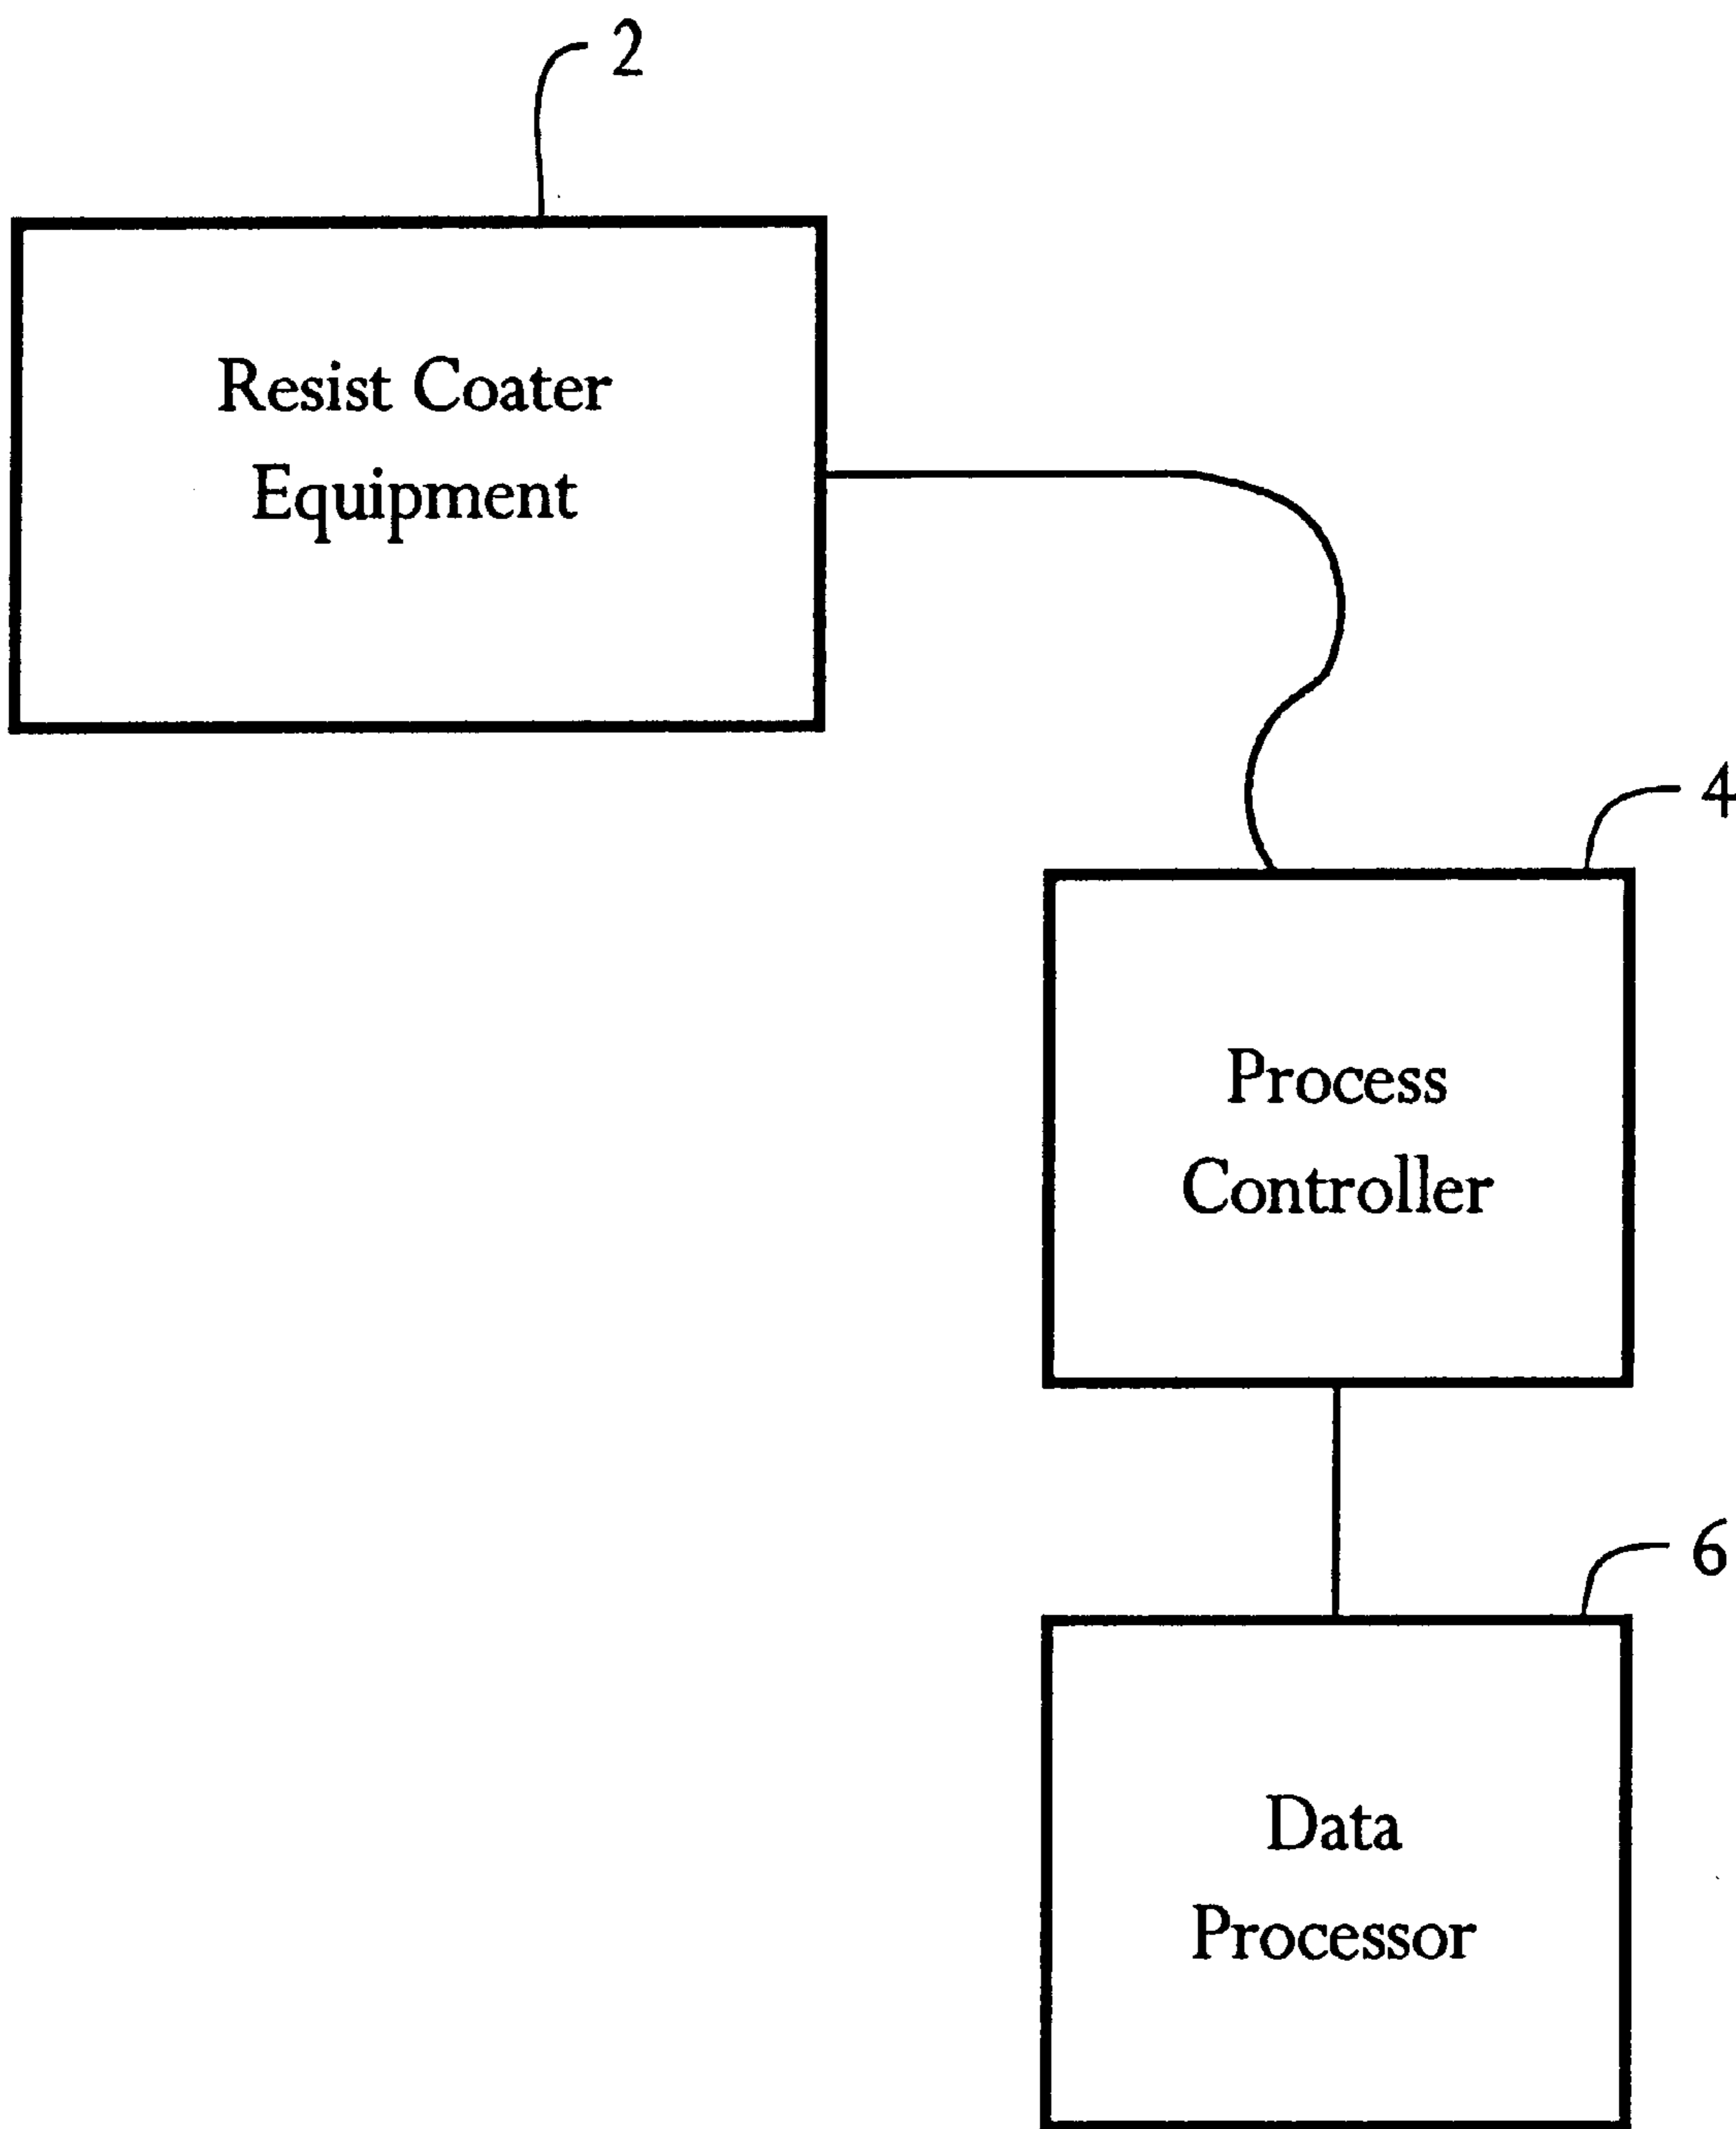 2
Resist Coater
Equipment
4
Process
Controller
6
Data
Processor